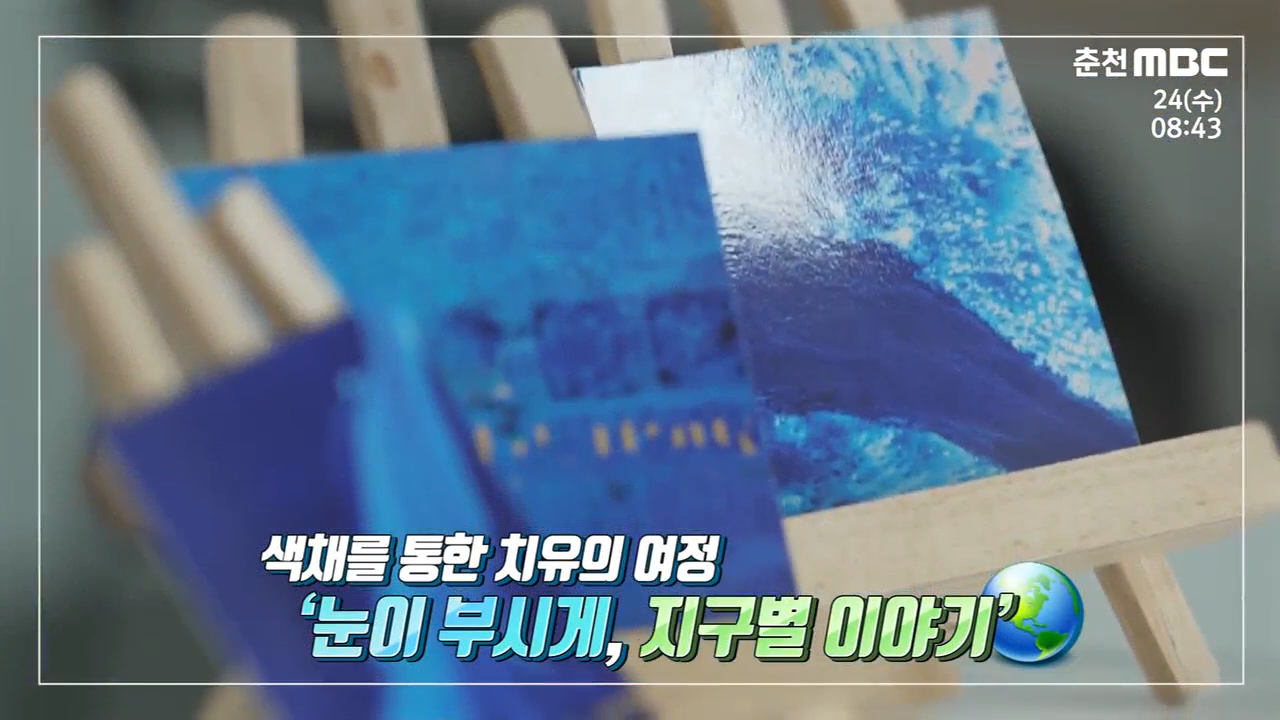 춘천MBC
24(수)
08:43
색채를 통한 치유의 여정
‘눈이 부시게, 지구별 이야기’